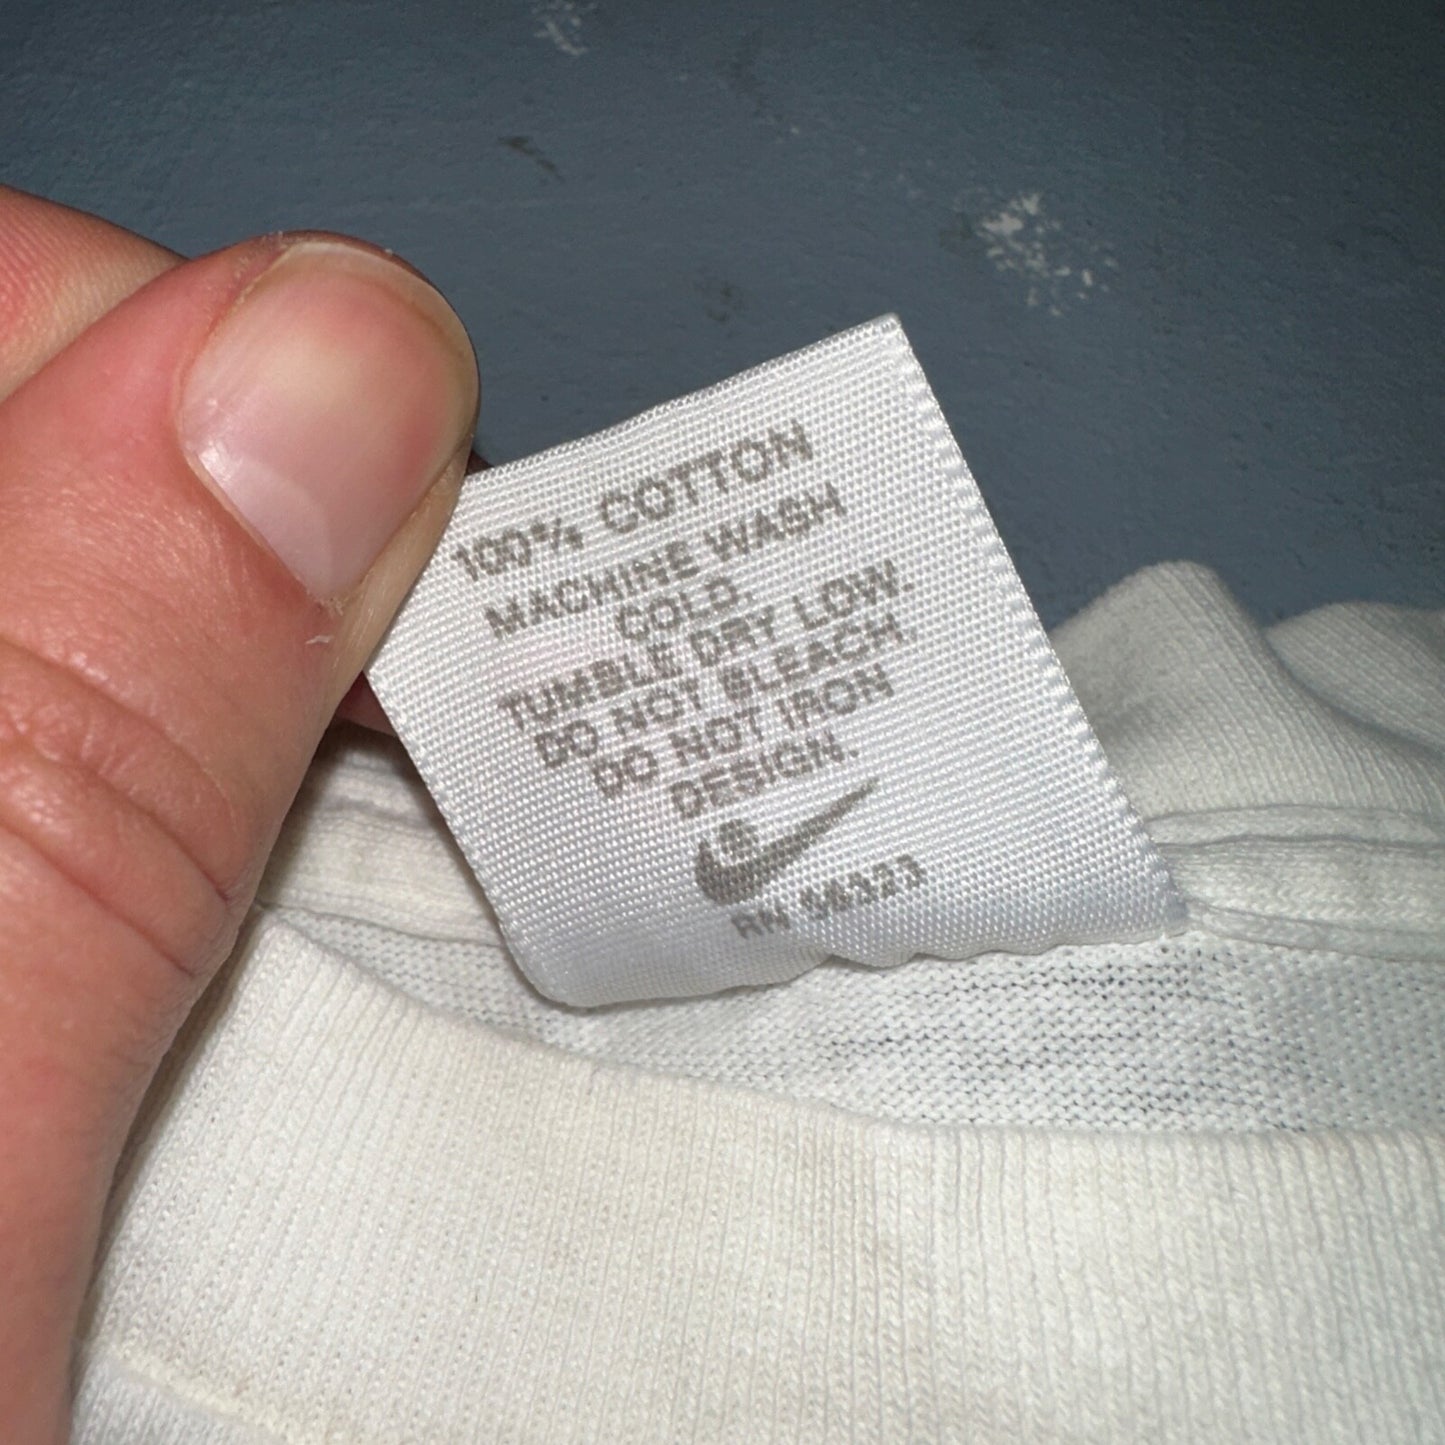 100% COTTON
MACHINE WASH
COLD.
TUMBLE DRY LOW.
DO NOT BLEACH.
DO NOT IRON
DESIGN.
RN 56323